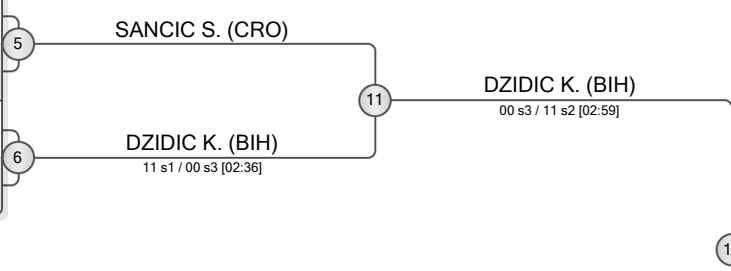 SANCIC S. (CRO)
5
DZIDIC K. (BIH)
11
00 s3 / 11 s2 [02:59]
DZIDIC K. (BIH)
6
11 s1 / 00 s3 [02:36]